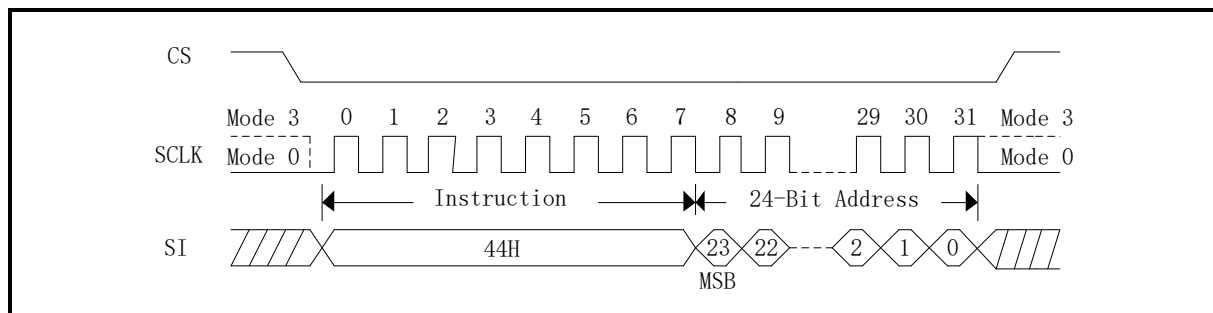 CS
Mode 3 0 1 2 3 4 5 6 7 8 9 29 30 31 Mode 3
SCLK Mode 0 Mode 0
Instruction 24-Bit Address
SI 44H 23 22 2 1 0
MSB